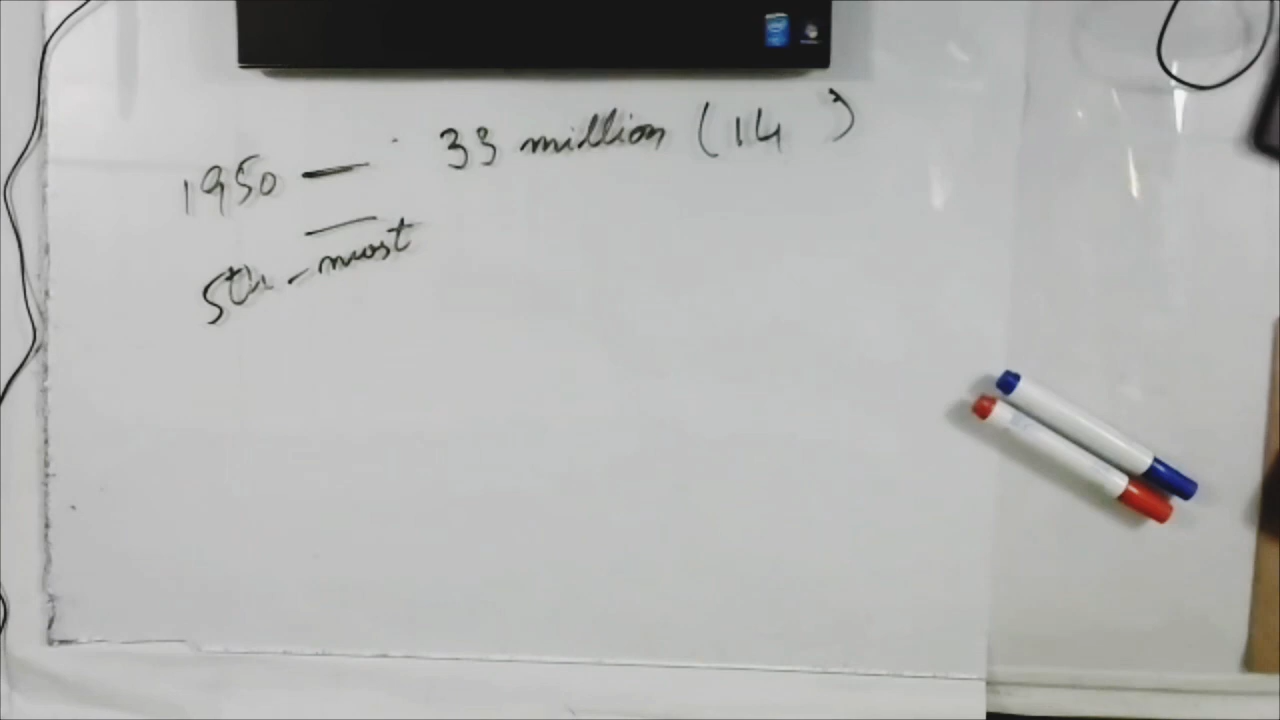 1950 — 33 million (14 )
5th - most